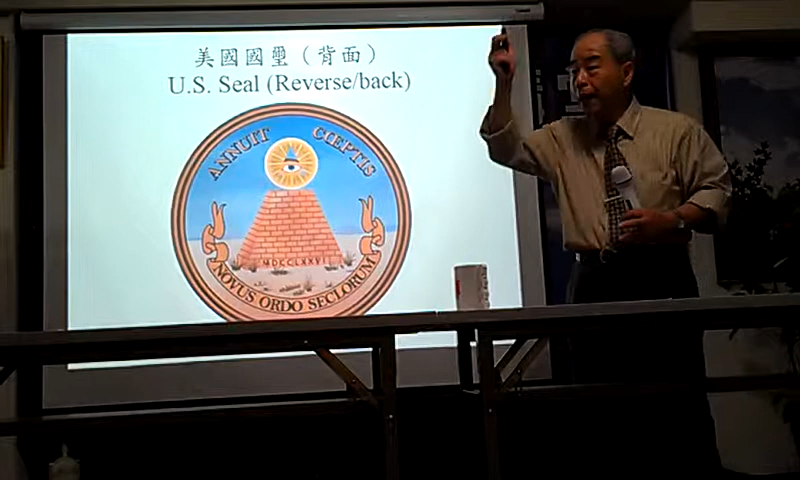 美國國璽（背面）
U.S. Seal (Reverse/back)
ANNUIT CŒPTIS
MDCCLXXVI
NOVUS ORDO SECLORUM